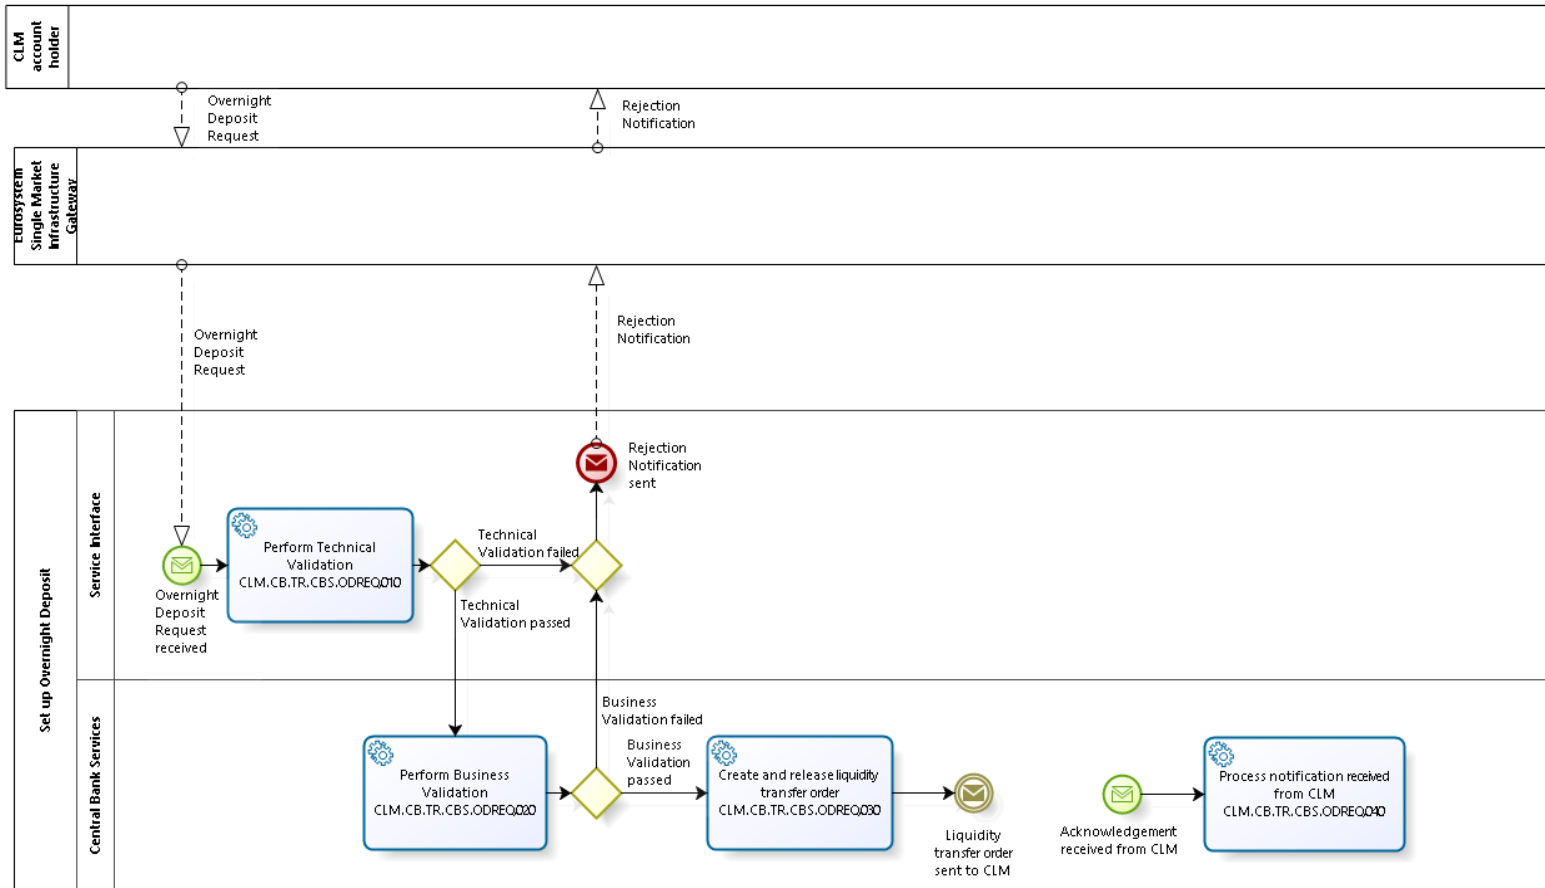 CLM
account
holder
Overnight
Deposit
Request
Rejection
Notification
Eurosystem
Single Market
Infrastructure
Gateway
Overnight
Deposit
Request
Rejection
Notification
Set up Overnight Deposit
Service Interface
Rejection
Notification
sent
Overnight
Deposit
Request
received
Perform Technical
Validation
CLM.CB.TR.CBS.ODREQ.010
Technical
Validation failed
Technical
Validation passed
Central Bank Services
Business
Validation failed
Perform Business
Validation
CLM.CB.TR.CBS.ODREQ.020
Business
Validation
passed
Create and release liquidity
transfer order
CLM.CB.TR.CBS.ODREQ.030
Liquidity
transfer order
sent to CLM
Acknowledgement
received from CLM
Process notification received
from CLM
CLM.CB.TR.CBS.ODREQ.040